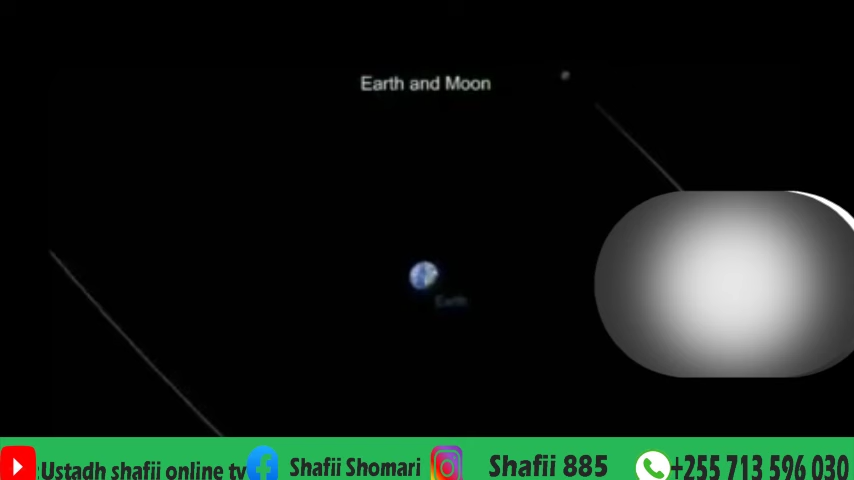 Earth and Moon
Earth
Ustadh shafii online tv Shafii Shomari Shafii 885 +255 713 596 030